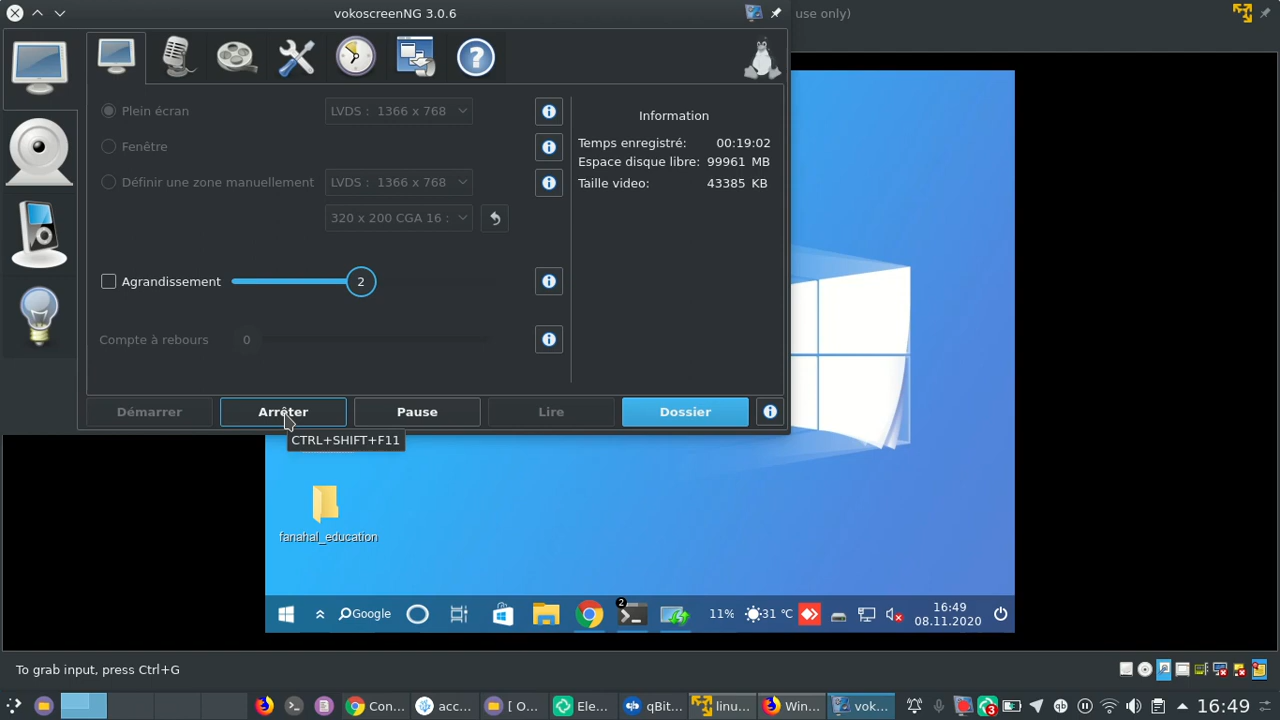 vokoscreenNG 3.0.6
use only)
Plein écran
LVDS : 1366 x 768
Fenêtre
Définir une zone manuellement
LVDS : 1366 x 768
320 x 200 CGA 16 :
Agrandissement
2
Compte à rebours
0
Information
Temps enregistré: 00:19:02
Espace disque libre: 99961 MB
Taille video: 43385 KB
Démarrer
Arrêter
Pause
Lire
Dossier
CTRL+SHIFT+F11
fanahal_education
Google
2
11%
31 °C
16:49
08.11.2020
To grab input, press Ctrl+G
Con...
acc...
[ O...
Ele...
qBit...
linu...
Win...
vok...
3
16:49